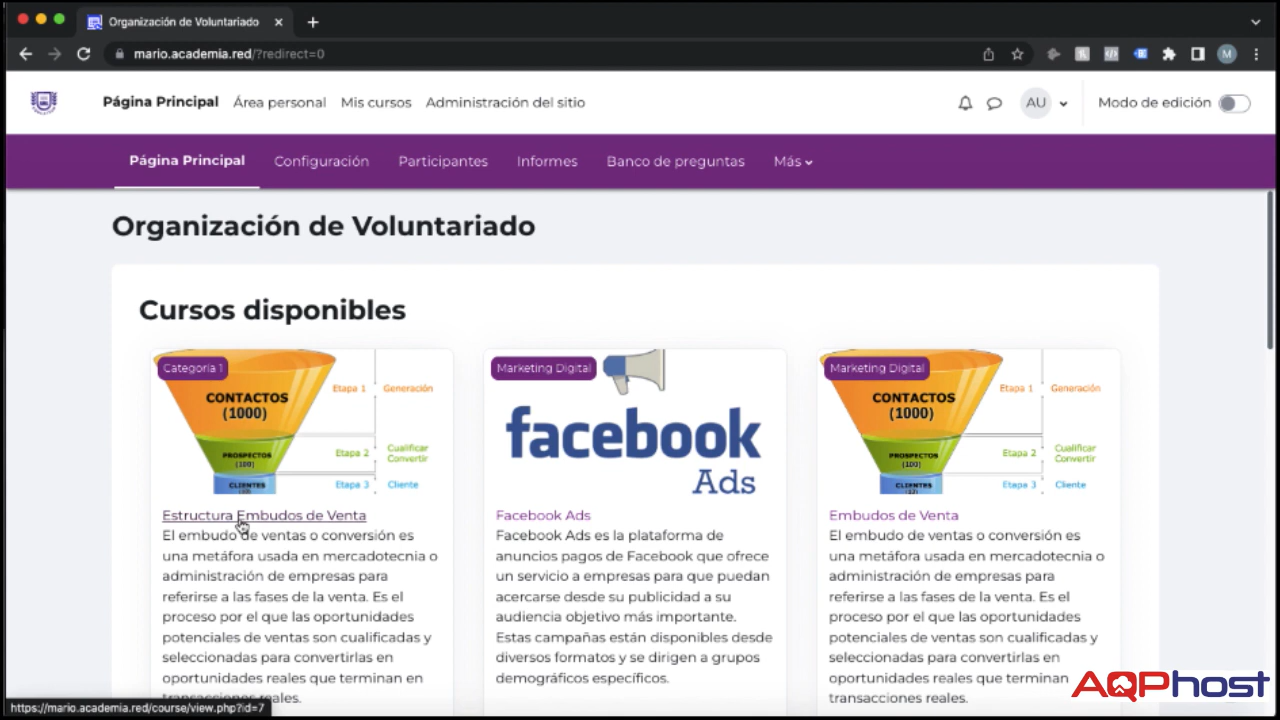 Organización de Voluntariado
mario.academia.red/?redirect=0
M
Página Principal Área personal Mis cursos Administración del sitio
AU
Modo de edición
Página Principal Configuración Participantes Informes Banco de preguntas Más
Organización de Voluntariado
Cursos disponibles
Categoría 1
CONTACTOS
(1000)
PROSPECTOS
(100)
CLIENTES
Etapa 1 Generación
Etapa 2 Cualificar
Convertir
Etapa 3 Cliente
Estructura Embudos de Venta
El embudo de ventas o conversión es
una metáfora usada en mercadotecnia o
administración de empresas para
referirse a las fases de la venta. Es el
proceso por el que las oportunidades
potenciales de ventas son cualificadas y
seleccionadas para convertirlas en
oportunidades reales que terminan en
transacciones reales.
Marketing Digital
facebook
Ads
Facebook Ads
Facebook Ads es la plataforma de
anuncios pagos de Facebook que ofrece
un servicio a empresas para que puedan
acercarse desde su publicidad a su
audiencia objetivo más importante.
Estas campañas están disponibles desde
diversos formatos y se dirigen a grupos
demográficos específicos.
Marketing Digital
CONTACTOS
(1000)
PROSPECTOS
(100)
CLIENTES
Etapa 1 Generación
Etapa 2 Cualificar
Convertir
Etapa 3 Cliente
Embudos de Venta
El embudo de ventas o conversión es
una metáfora usada en mercadotecnia o
administración de empresas para
referirse a las fases de la venta. Es el
proceso por el que las oportunidades
potenciales de ventas son cualificadas y
seleccionadas para convertirlas en
oportunidades reales que terminan
transacciones reales.
AQPhost
https://mario.academia.red/course/view.php?id=7